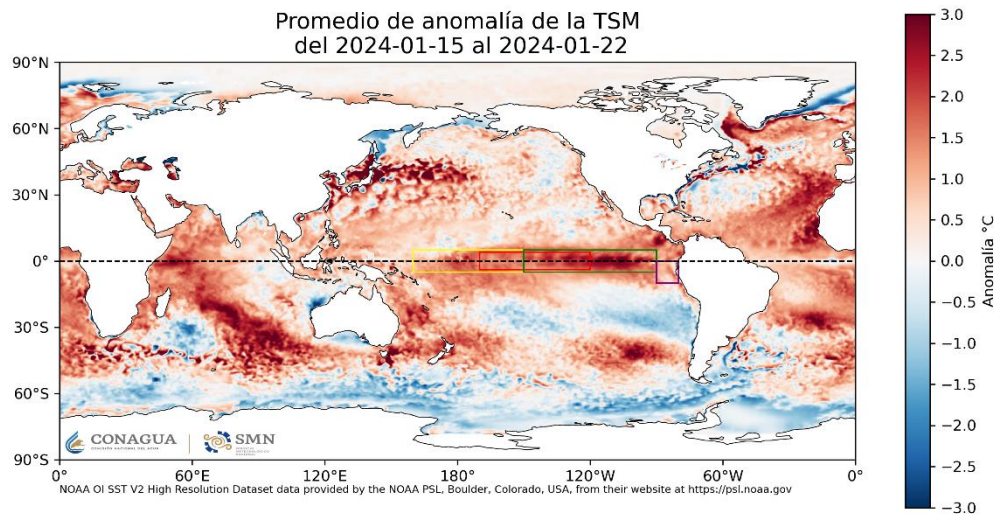 Promedio de anomalía de la TSM
del 2024-01-15 al 2024-01-22
90°N
60°N
30°N
0°
30°S
60°S
90°S
0°
60°E
120°E
180°W
120°W
60°W
0°
3.0
2.5
2.0
1.5
1.0
0.5
0.0
−0.5
−1.0
−1.5
−2.0
−2.5
−3.0
Anomalía °C
CONAGUA
COMISIÓN NACIONAL DEL AGUA
SMN
NOAA OI SST V2 High Resolution Dataset data provided by the NOAA PSL, Boulder, Colorado, USA, from their website at https://psl.noaa.gov